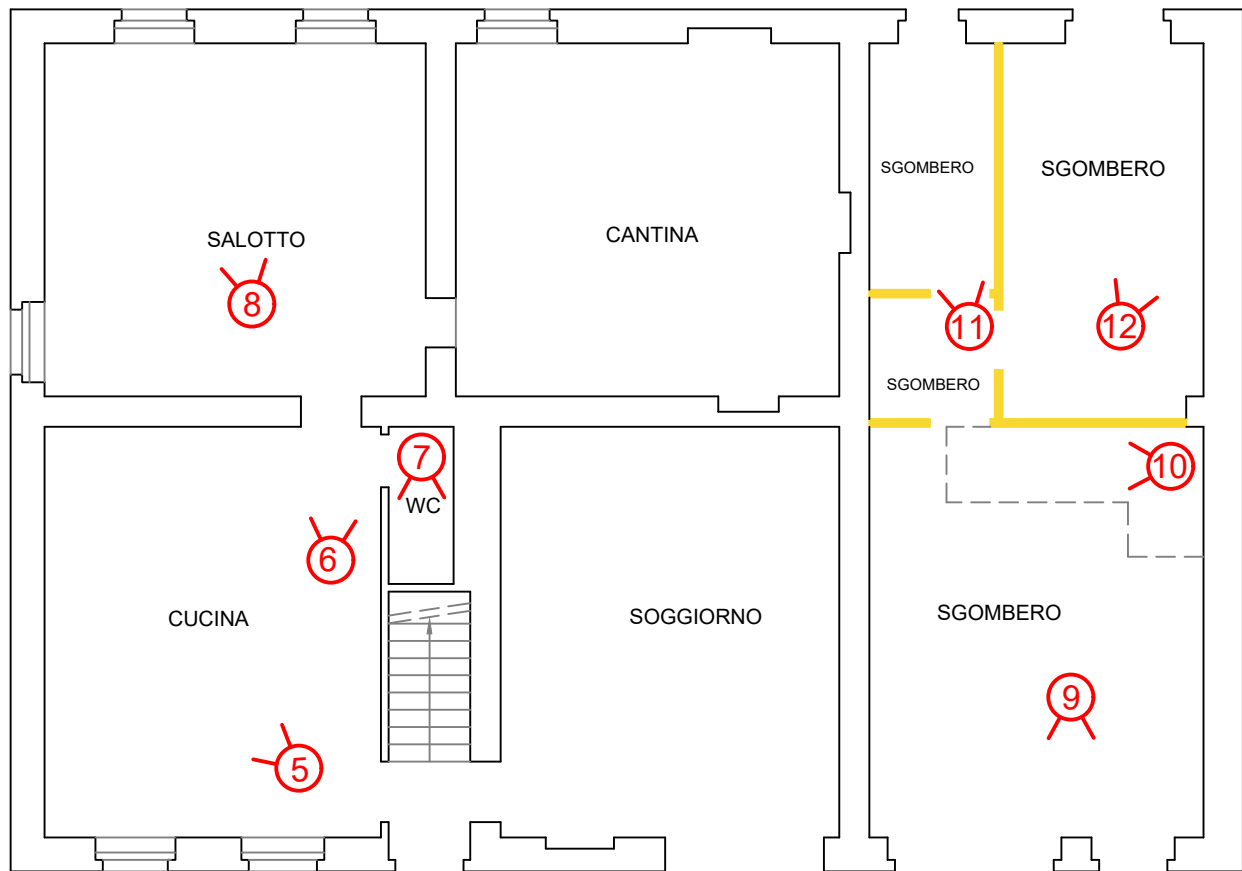 SGOMBERO
SGOMBERO
SALOTTO
CANTINA
8
11
12
SGOMBERO
7
10
WC
6
CUCINA
SOGGIORNO
SGOMBERO
9
5